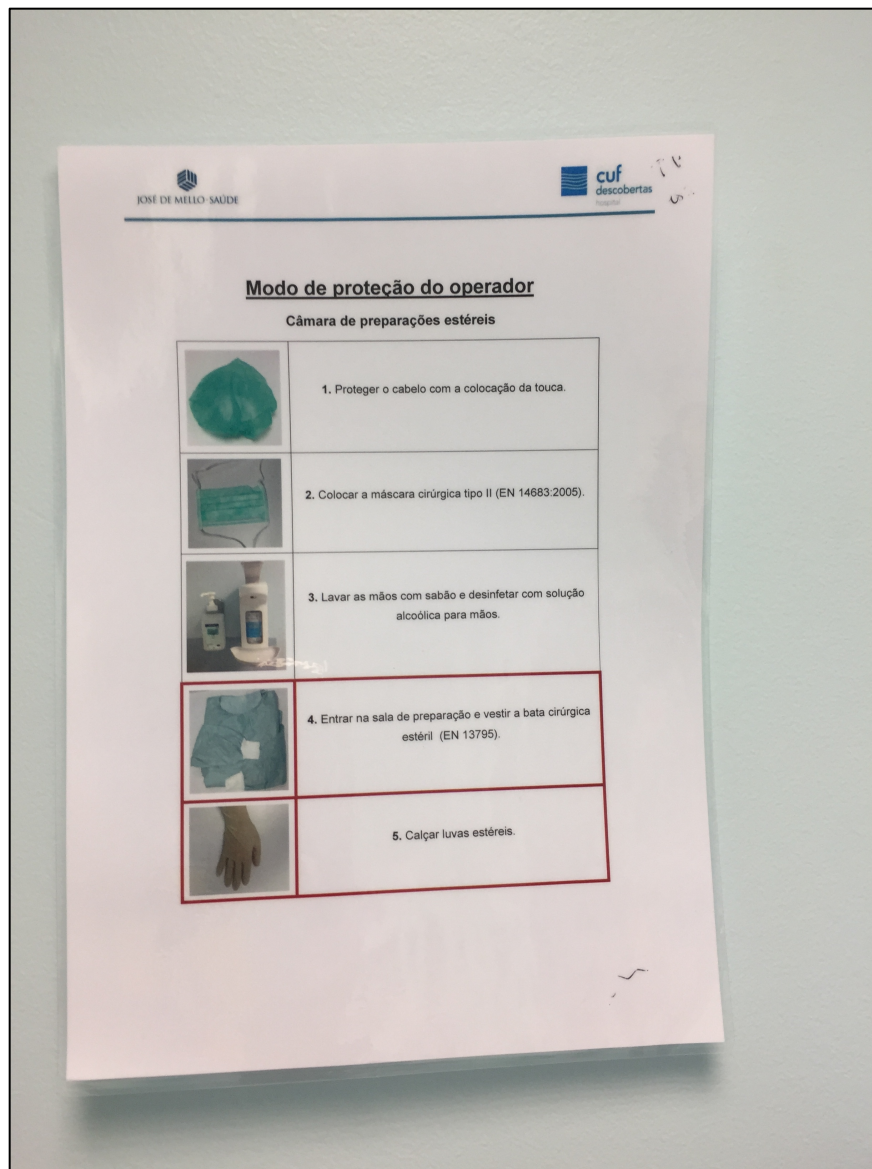 JOSÉ DE MELLO·SAÚDE
cuf
descobertas
hospital
Modo de proteção do operador
Câmara de preparações estéreis
1. Proteger o cabelo com a colocação da touca.
2. Colocar a máscara cirúrgica tipo II (EN 14683:2005).
3. Lavar as mãos com sabão e desinfetar com solução
alcoólica para mãos.
4. Entrar na sala de preparação e vestir a bata cirúrgica
estéril (EN 13795).
5. Calçar luvas estéreis.